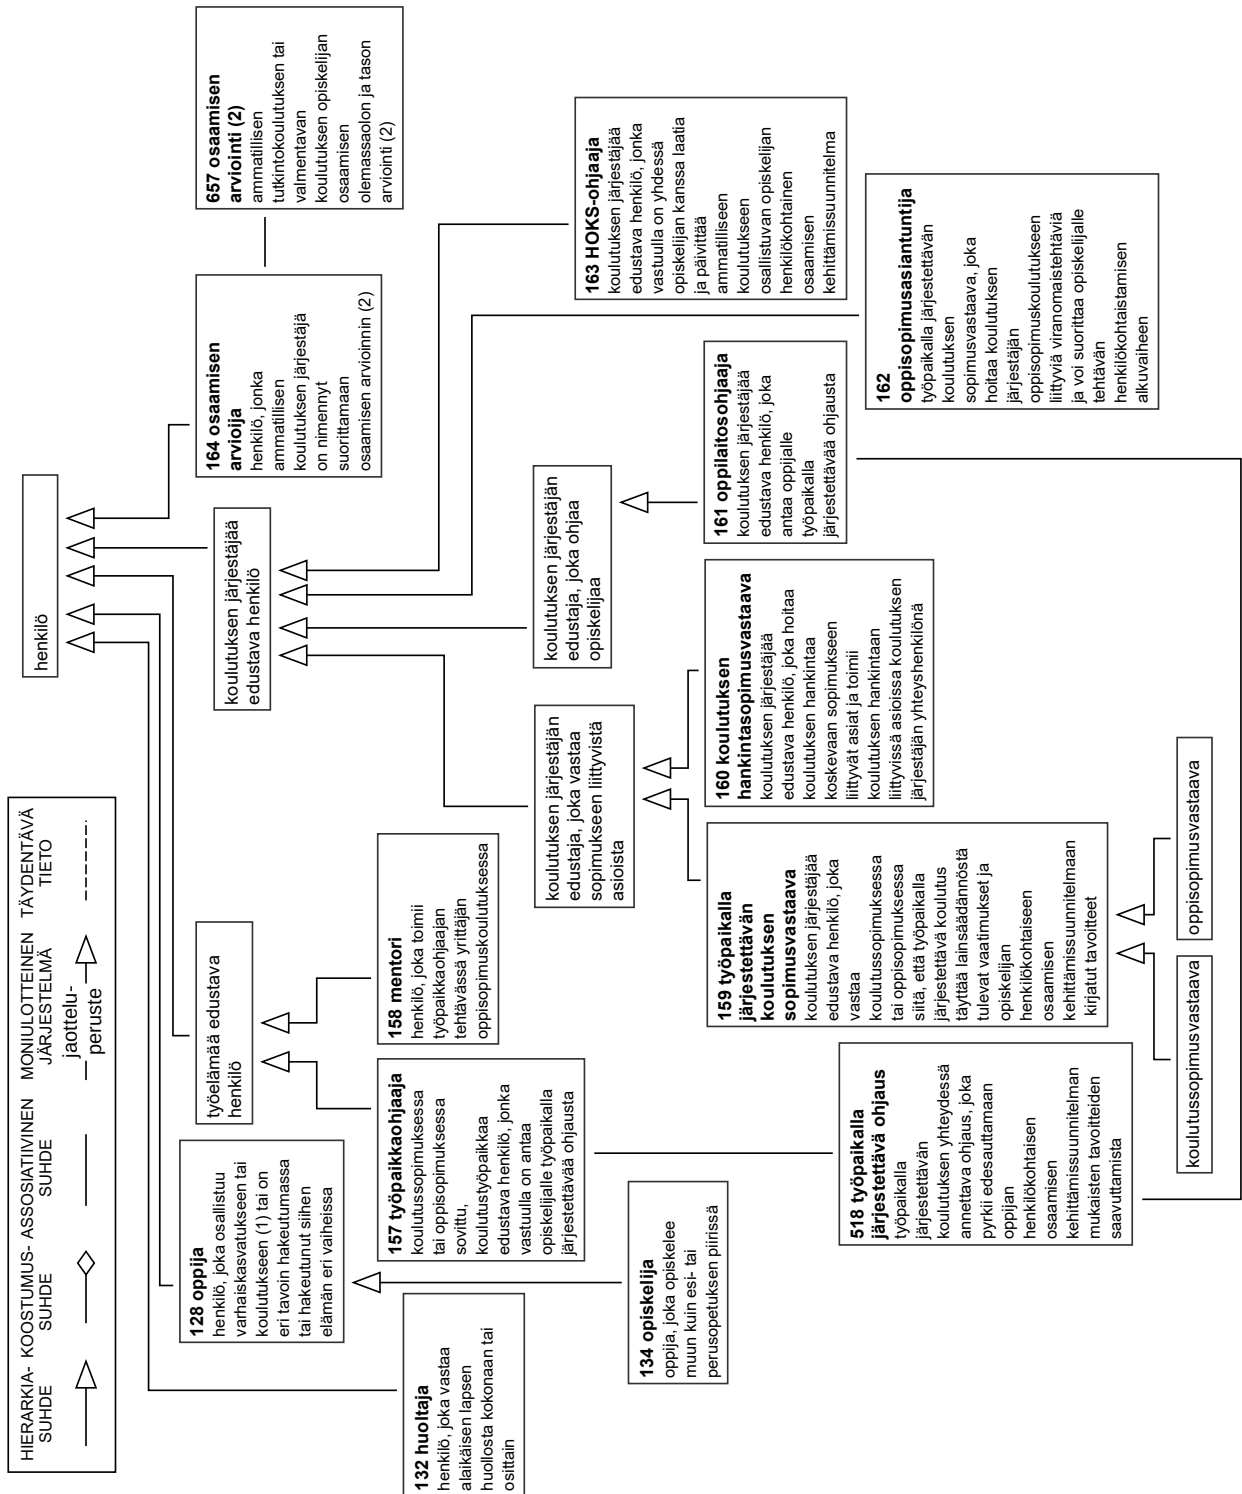 HIERARKIA-
SUHDE
KOOSTUMUS-
SUHDE
ASSOSIATIIVINEN
SUHDE
MONIULOTTEINEN
JÄRJESTELMÄ
jaottelu-
peruste
TÄYDENTÄVÄ
TIETO
henkilö
132 huoltaja
henkilö, joka vastaa
alaikäisen lapsen
huollosta kokonaan tai
osittain
128 oppija
henkilö, joka osallistuu
varhaiskasvatukseen tai
koulutukseen (1) tai on
eri tavoin hakeutumassa
tai hakeutunut siihen
elämän eri vaiheissa
134 opiskelija
oppija, joka opiskelee
muun kuin esi- tai
perusopetuksen piirissä
työelämää edustava
henkilö
157 työpaikkaohjaaja
koulutussopimuksessa
tai oppisopimuksessa
sovittu,
koulutustyöpaikkaa
edustava henkilö, jonka
vastuulla on antaa
opiskelijalle työpaikalla
järjestettävää ohjausta
158 mentori
henkilö, joka toimii
työpaikkaohjaajan
tehtävässä yrittäjän
oppisopimuskoulutuksessa
518 työpaikalla
järjestettävä ohjaus
työpaikalla
järjestettävän
koulutuksen yhteydessä
annettava ohjaus, joka
pyrkii edesauttamaan
oppijan
henkilökohtaisen
osaamisen
kehittämissuunnitelman
mukaisten tavoitteiden
saavuttamista
koulutuksen järjestäjää
edustava henkilö
koulutuksen järjestäjän
edustaja, joka vastaa
sopimukseen liittyvistä
asioista
159 työpaikalla
järjestettävän
koulutuksen
sopimusvastaava
koulutuksen järjestäjää
edustava henkilö, joka
vastaa
koulutussopimuksessa
tai oppisopimuksessa
siitä, että työpaikalla
järjestettävä koulutus
täyttää lainsäädännöstä
tulevat vaatimukset ja
opiskelijan
henkilökohtaiseen
osaamisen
kehittämissuunnitelmaan
kirjatut tavoitteet
koulutussopimusvastaava
oppisopimusvastaava
160 koulutuksen
hankintasopimusvastaava
koulutuksen järjestäjää
edustava henkilö, joka hoitaa
koulutuksen hankintaa
koskevaan sopimukseen
liittyvät asiat ja toimii
koulutuksen hankintaan
liittyvissä asioissa koulutuksen
järjestäjän yhteyshenkilönä
koulutuksen järjestäjän
edustaja, joka ohjaa
opiskelijaa
161 oppilaitosohjaaja
koulutuksen järjestäjää
edustava henkilö, joka
antaa oppijalle
työpaikalla
järjestettävää ohjausta
162
oppisopimusasiantuntija
työpaikalla järjestettävän
koulutuksen
sopimusvastaava, joka
hoitaa koulutuksen
järjestäjän
oppisopimuskoulutukseen
liittyviä viranomaistehtäviä
ja voi suorittaa opiskelijalle
tehtävän
henkilökohtaistamisen
alkuvaiheen
163 HOKS-ohjaaja
koulutuksen järjestäjää
edustava henkilö, jonka
vastuulla on yhdessä
opiskelijan kanssa laatia
ja päivittää
ammatilliseen
koulutukseen
osallistuvan opiskelijan
henkilökohtainen
osaamisen
kehittämissuunnitelma
164 osaamisen
arvioija
henkilö, jonka
ammatillisen
koulutuksen järjestäjä
on nimennyt
suorittamaan
osaamisen arvioinnin (2)
657 osaamisen
arviointi (2)
ammatillisen
tutkintokoulutuksen tai
valmentavan
koulutuksen opiskelijan
osaamisen
olemassaolon ja tason
arviointi (2)